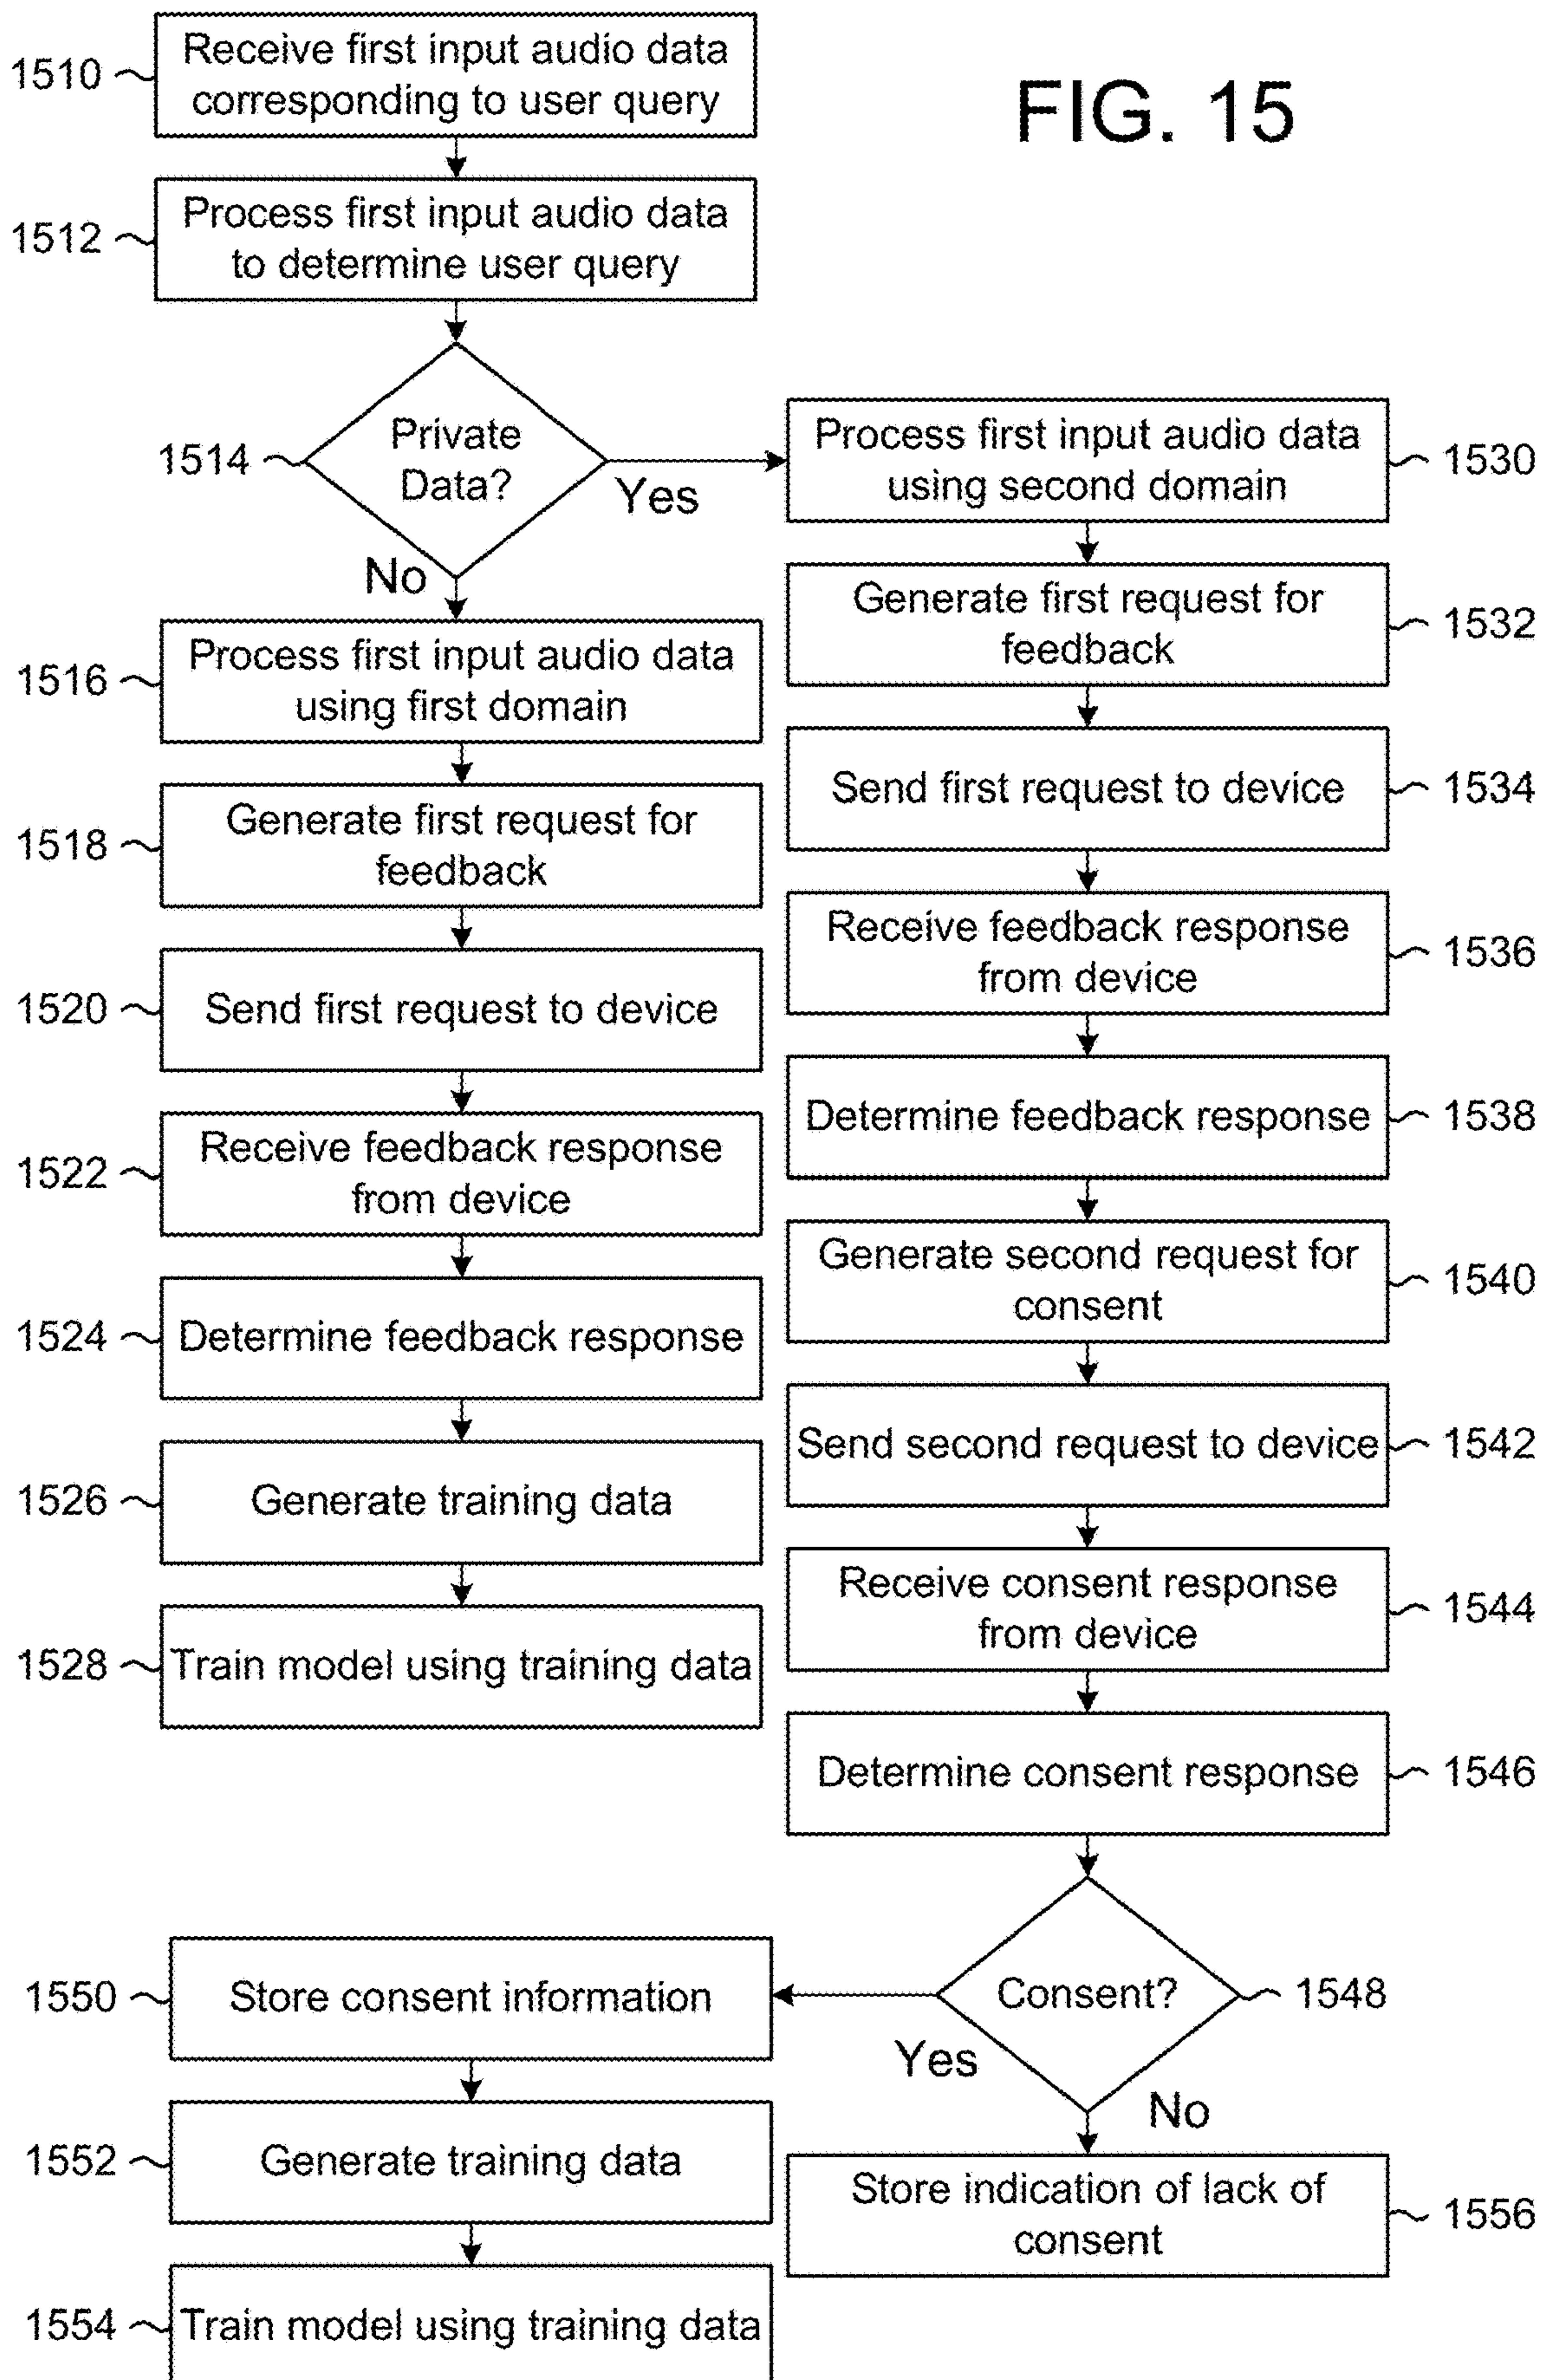 FIG. 15
1510
Receive first input audio data
corresponding to user query
1512
Process first input audio data
to determine user query
1514
Private
Data?
Yes
No
1516
Process first input audio data
using first domain
1518
Generate first request for
feedback
1520
Send first request to device
1522
Receive feedback response
from device
1524
Determine feedback response
1526
Generate training data
1528
Train model using training data
Process first input audio data
using second domain
1530
Generate first request for
feedback
1532
Send first request to device
1534
Receive feedback response
from device
1536
Determine feedback response
1538
Generate second request for
consent
1540
Send second request to device
1542
Receive consent response
from device
1544
Determine consent response
1546
Consent?
1548
Yes
No
1550
Store consent information
1552
Generate training data
1554
Train model using training data
Store indication of lack of
consent
1556